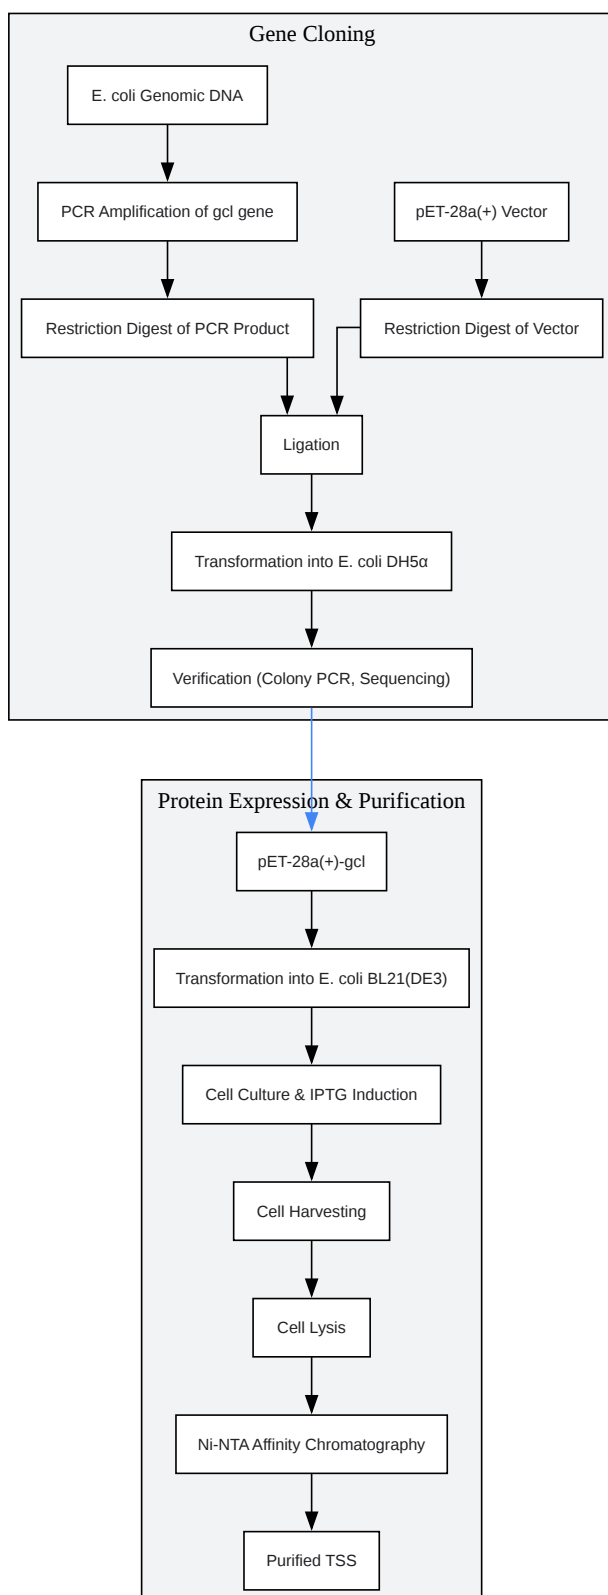 Gene Cloning
E. coli Genomic DNA
PCR Amplification of gcl gene
pET-28a(+) Vector
Restriction Digest of PCR Product
Restriction Digest of Vector
Ligation
Transformation into E. coli DH5α
Verification (Colony PCR, Sequencing)
Protein Expression & Purification
pET-28a(+)-gcl
Transformation into E. coli BL21(DE3)
Cell Culture & IPTG Induction
Cell Harvesting
Cell Lysis
Ni-NTA Affinity Chromatography
Purified TSS